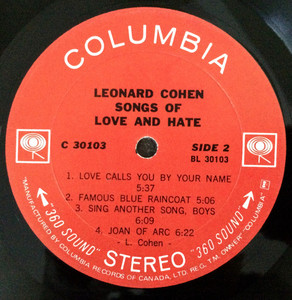 COLUMBIA
LEONARD COHEN
SONGS OF
LOVE AND HATE
C 30103
SIDE 2
BL 30103
1. LOVE CALLS YOU BY YOUR NAME
5:37
2. FAMOUS BLUE RAINCOAT 5:06
3. SING ANOTHER SONG, BOYS
6:09
4. JOAN OF ARC 6:22
- L. Cohen -
"360 SOUND" STEREO "360 SOUND"
MANUFACTURED BY COLUMBIA RECORDS OF CANADA, LTD. REG. T.M. OWNER "COLUMBIA"